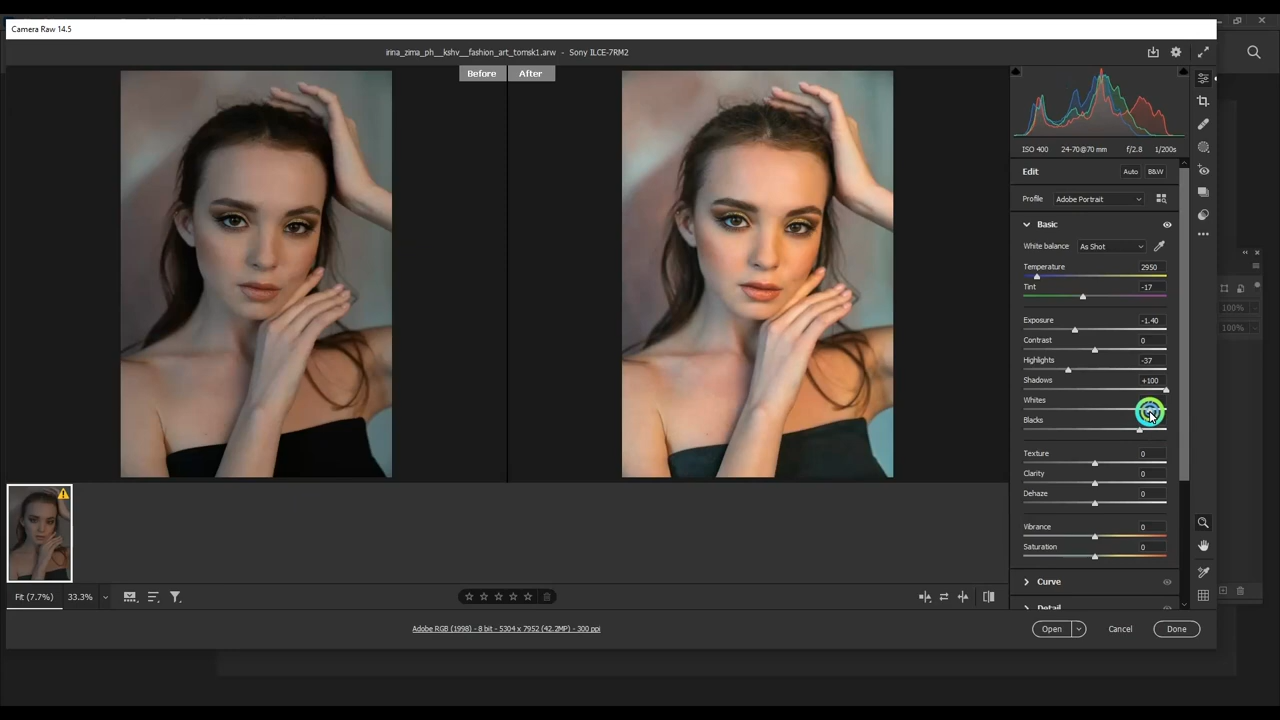 Camera Raw 14.5
irina_zima_ph__kshv__fashion_art_tomsk1.arw - Sony ILCE-7RM2
Before After
ISO 400 24-70@70 mm f/2.8 1/200s
Edit Auto B&W
Profile Adobe Portrait
Basic
White balance As Shot
Temperature 2950
Tint -17
Exposure -1.40
Contrast 0
Highlights -37
Shadows +100
Whites
Blacks
Texture 0
Clarity 0
Dehaze 0
Vibrance 0
Saturation 0
Curve
Detail
Fit (7.7%) 33.3%
Adobe RGB (1998) - 8 bit - 5304 x 7952 (42.2MP) - 300 ppi
Open Cancel Done
100%
100%